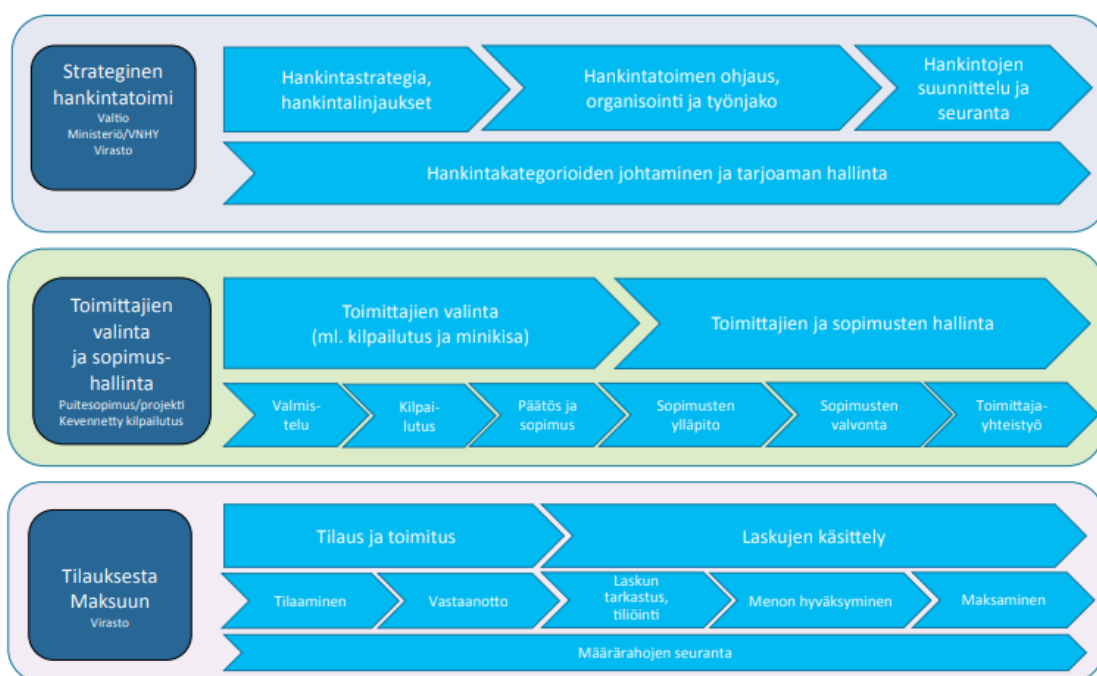 Strateginen
hankintatoimi
Valtio
Ministeriö/VNHY
Virasto
Hankintastrategia,
hankintalinjaukset
Hankintatoimen ohjaus,
organisointi ja työnjako
Hankintojen
suunnittelu ja
seuranta
Hankintakategorioiden johtaminen ja tarjoaman hallinta
Toimittajien
valinta
ja sopimus-
hallinta
Puitesopimus/projekti
Kevennetty kilpailutus
Toimittajien valinta
(ml. kilpailutus ja minikisa)
Toimittajien ja sopimusten hallinta
Valmis-
telu
Kilpai-
lutus
Päätös ja
sopimus
Sopimusten
ylläpito
Sopimusten
valvonta
Toimittaja-
yhteistyö
Tilauksesta
Maksuun
Virasto
Tilaus ja toimitus
Laskujen käsittely
Tilaaminen
Vastaanotto
Laskun
tarkastus,
tiliöinti
Menon hyväksyminen
Maksaminen
Määrärahojen seuranta